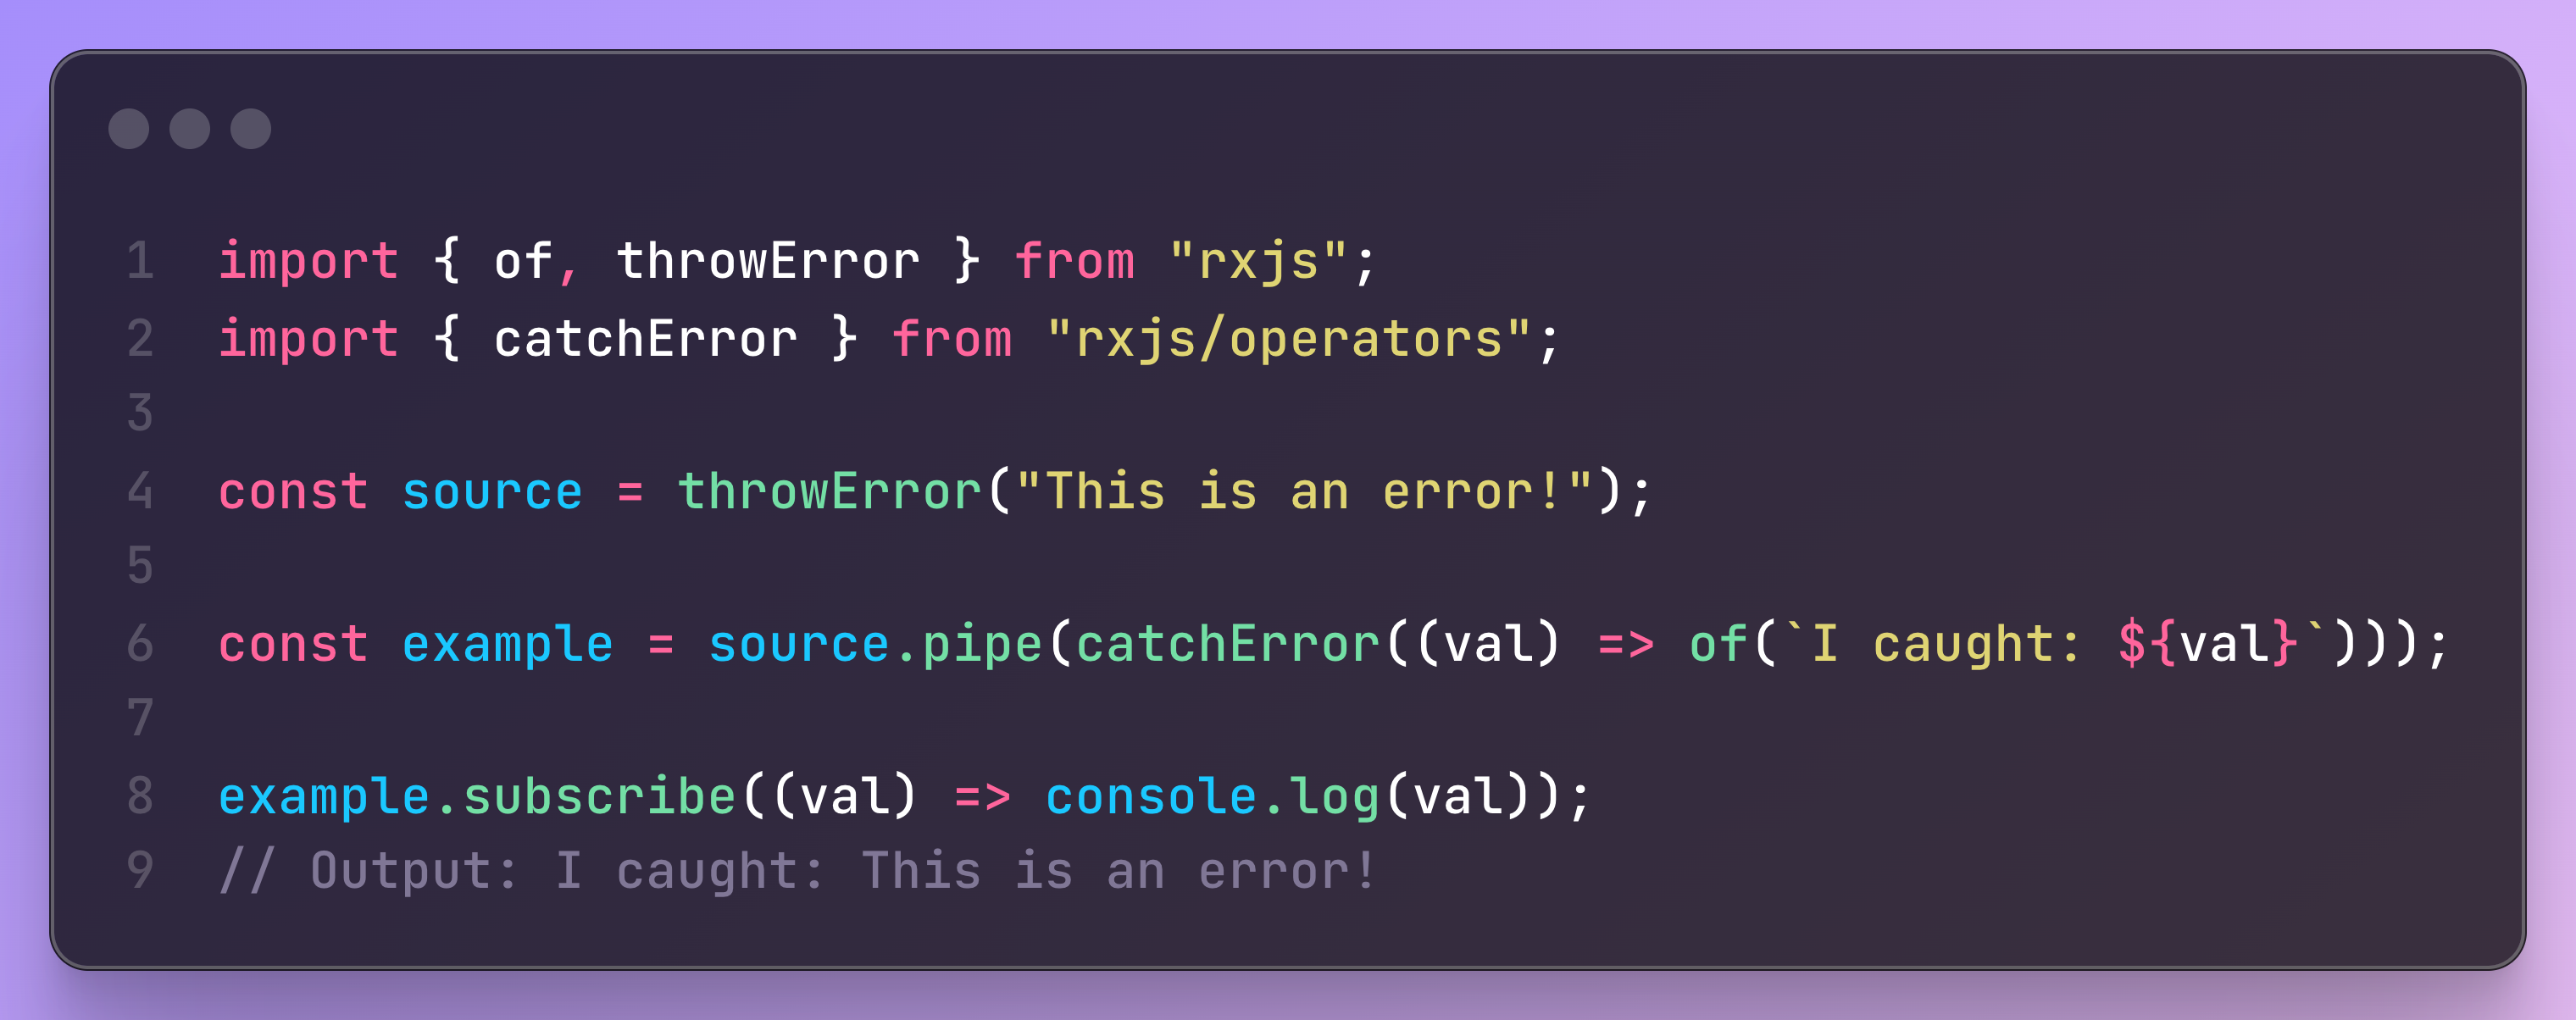 1 import { of, throwError } from "rxjs";
2 import { catchError } from "rxjs/operators";
3
4 const source = throwError("This is an error!");
5
6 const example = source.pipe(catchError((val) => of(`I caught: ${val}`)));
7
8 example.subscribe((val) => console.log(val));
9 // Output: I caught: This is an error!